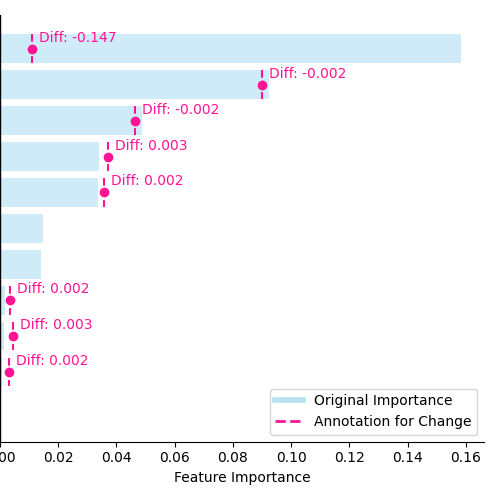 Diff: -0.147
Diff: -0.002
Diff: -0.002
Diff: 0.003
Diff: 0.002
Diff: 0.002
Diff: 0.003
Diff: 0.002
Original Importance
Annotation for Change
00 0.02 0.04 0.06 0.08 0.10 0.12 0.14 0.16
Feature Importance